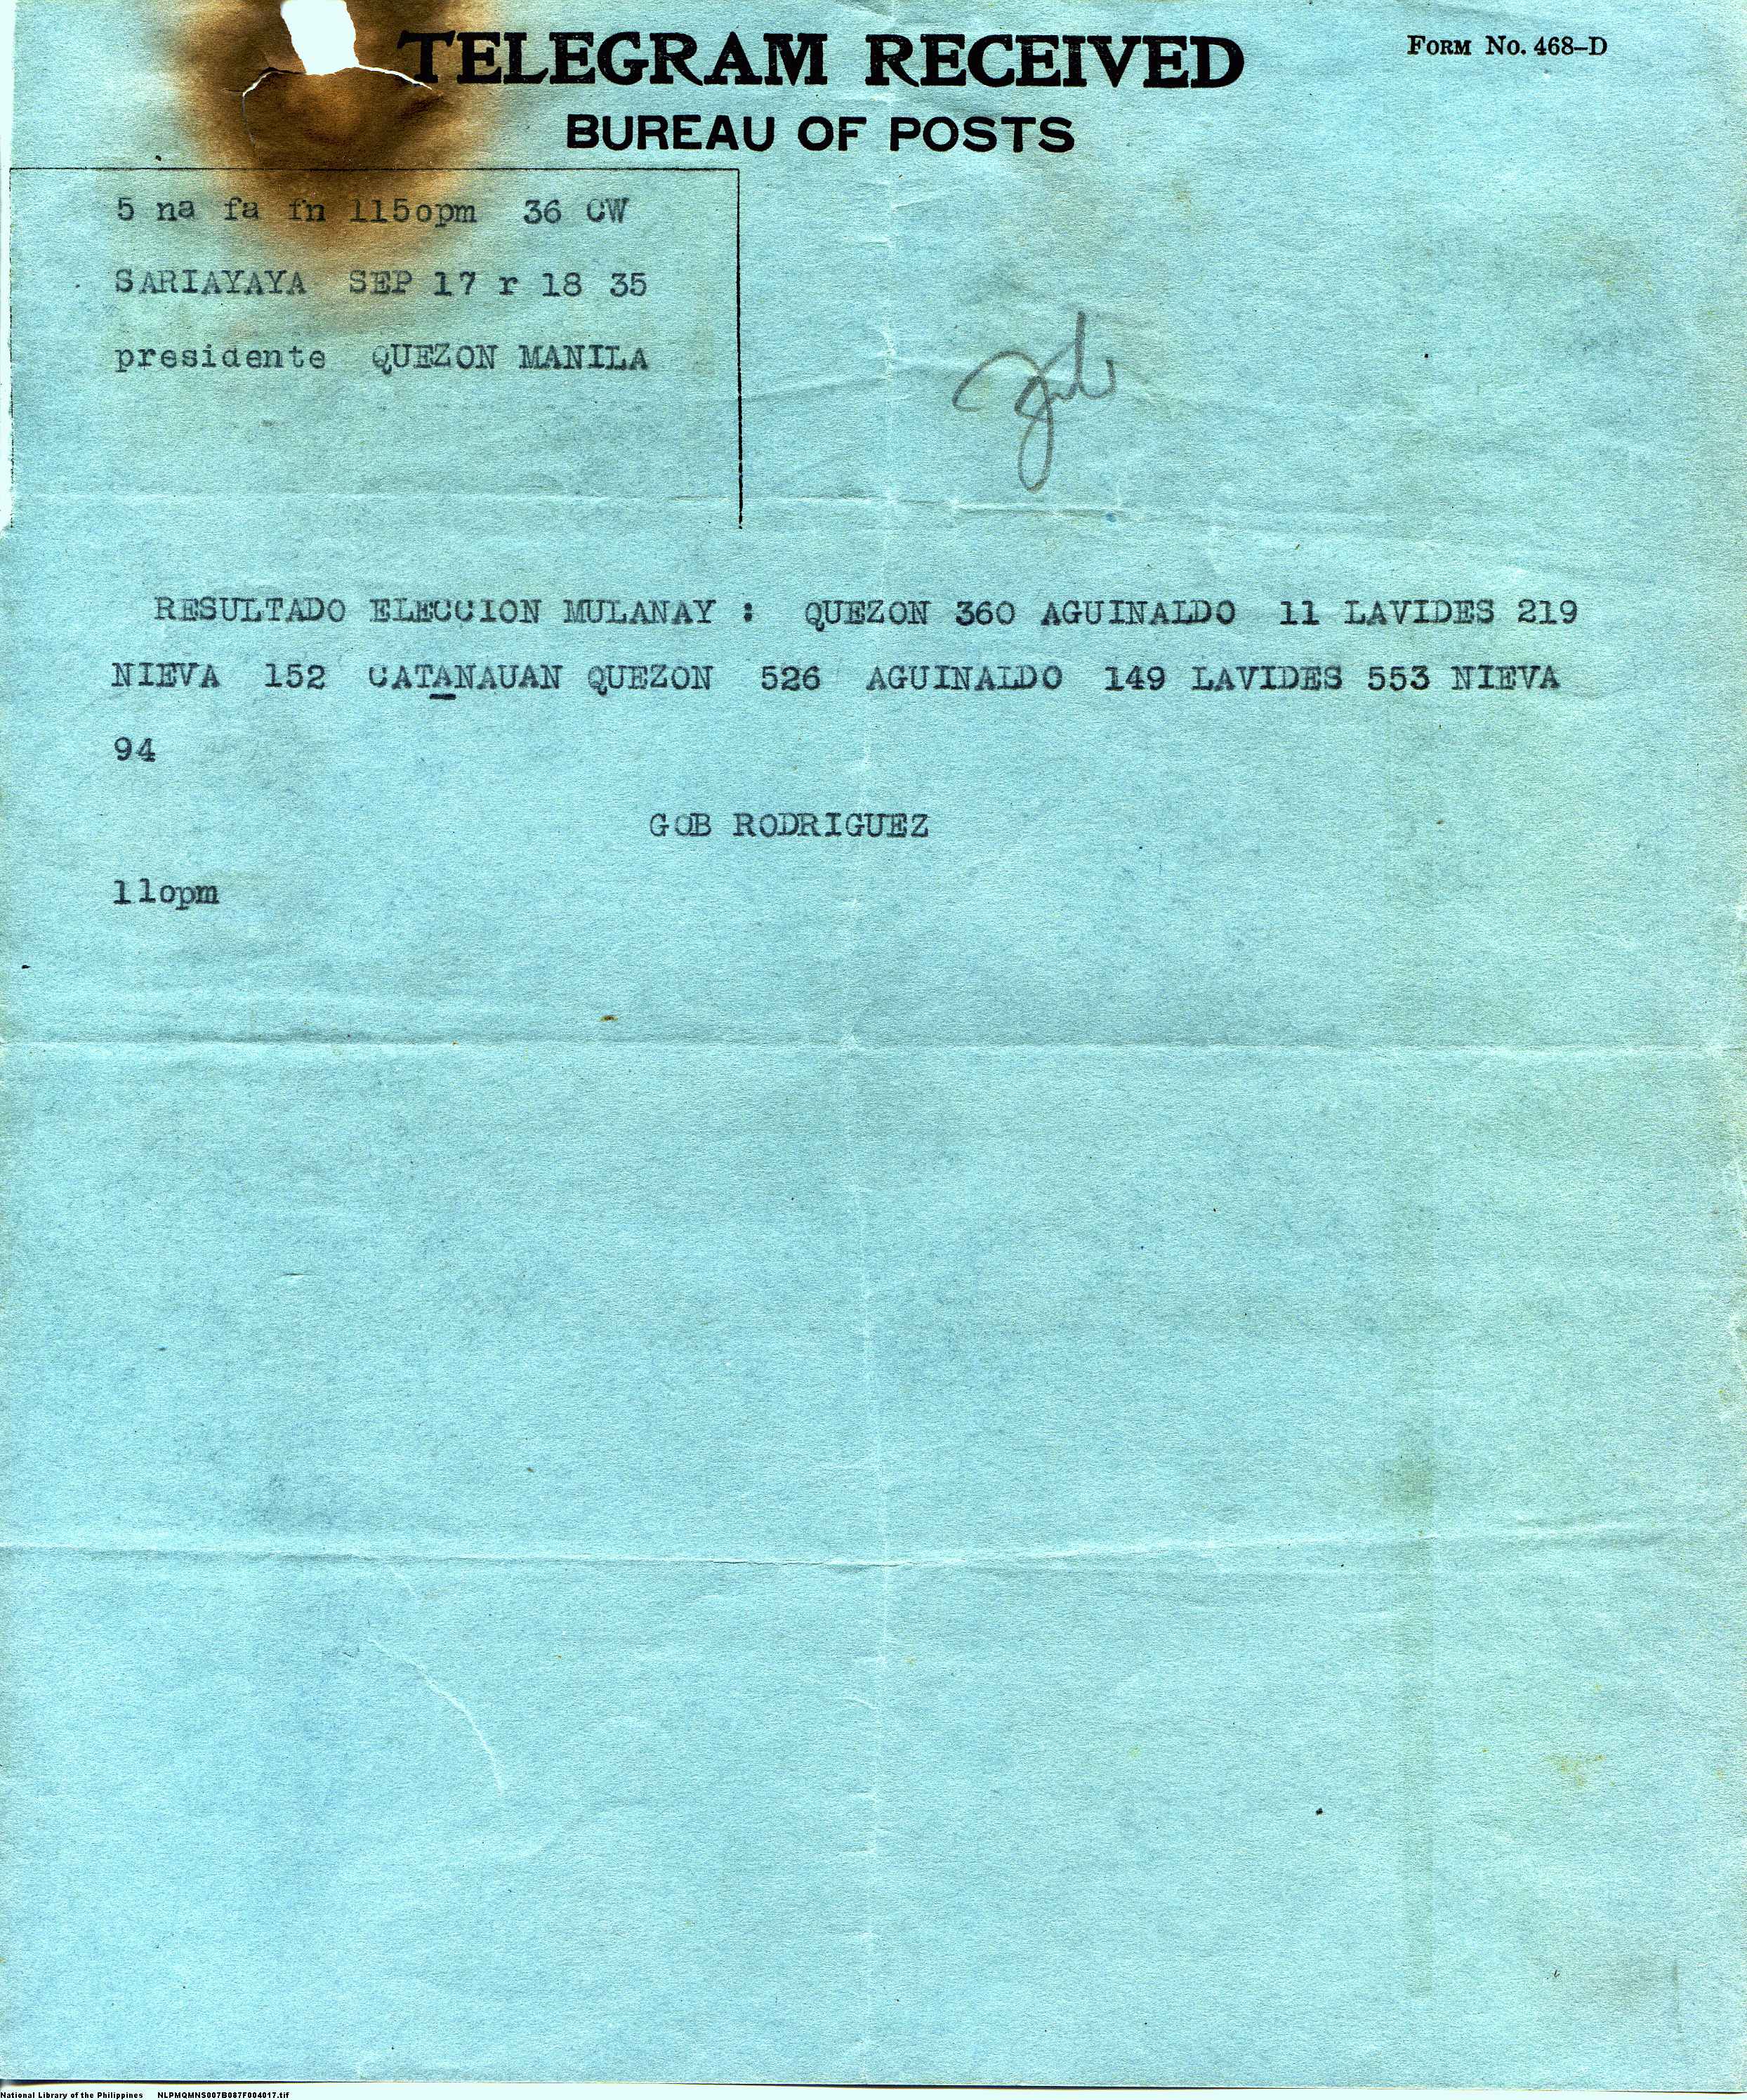 TELEGRAM RECEIVED
FORM No. 468-D
BUREAU OF POSTS
5 na fa fn 115opm 36 CW
SARIAYAYA SEP 17 r 18 35
presidente QUEZON MANILA
RESULTADO ELECCION MULANAY : QUEZON 360 AGUINALDO 11 LAVIDES 219
NIEVA 152 CATANAUAN QUEZON 526 AGUINALDO 149 LAVIDES 553 NIEVA
94
GOB RODRIGUEZ
11opm
National Library of the Philippines NLPMQMNS007B087F004017.tif